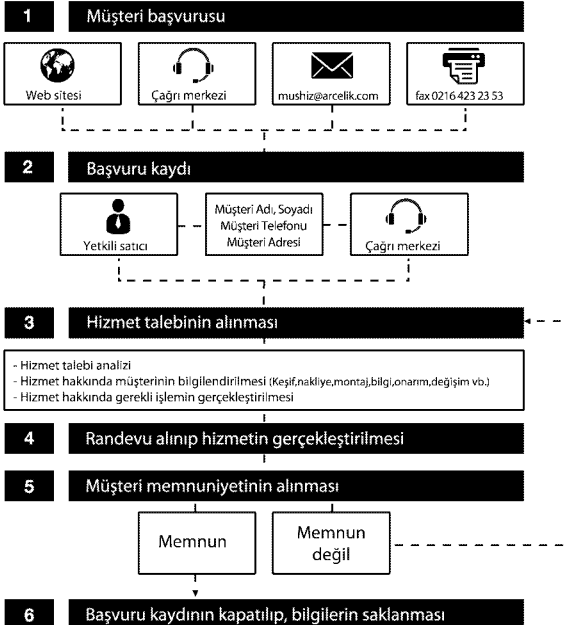 1 Müşteri başvurusu
Web sitesi
Çağrı merkezi
mushiz@arcelik.com
fax 0216 423 23 53
2 Başvuru kaydı
Yetkili satıcı
Müşteri Adı, Soyadı
Müşteri Telefonu
Müşteri Adresi
Çağrı merkezi
3 Hizmet talebinin alınması
- Hizmet talebi analizi
- Hizmet hakkında müşterinin bilgilendirilmesi (Keşif,nakliye,montaj,bilgi,onarım,değişim vb.)
- Hizmet hakkında gerekli işlemin gerçekleştirilmesi
4 Randevu alınıp hizmetin gerçekleştirilmesi
5 Müşteri memnuniyetinin alınması
Memnun
Memnun
değil
6 Başvuru kaydının kapatılıp, bilgilerin saklanması